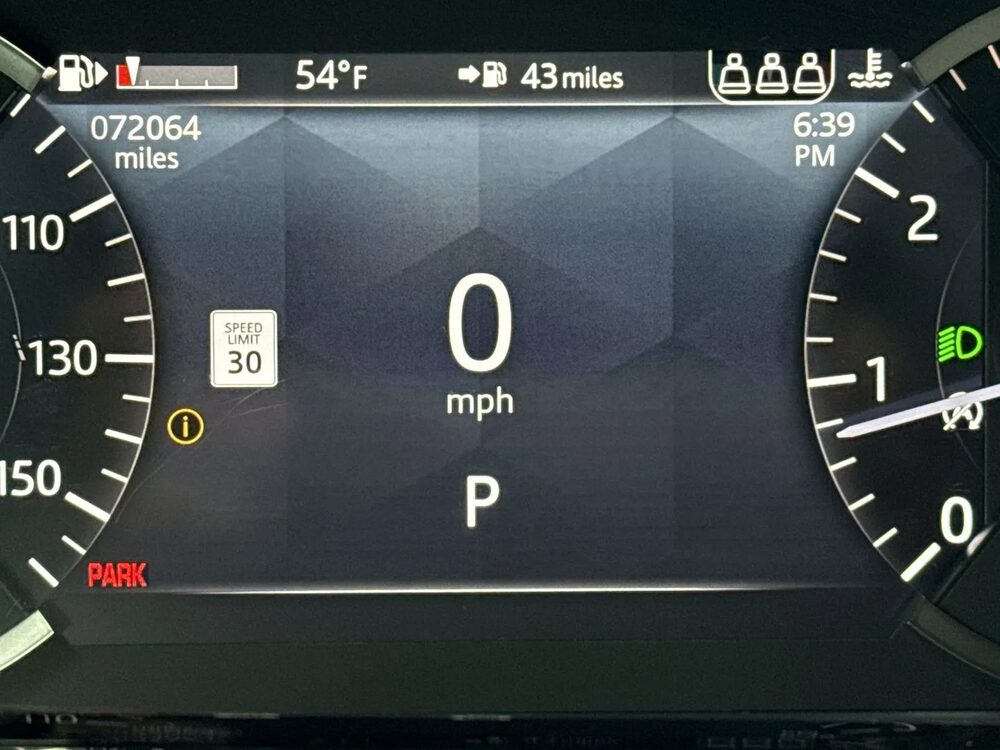 54°F
43 miles
072064
miles
6:39
PM
110
2
SPEED
LIMIT
30
0
mph
130
1
150
P
0
PARK